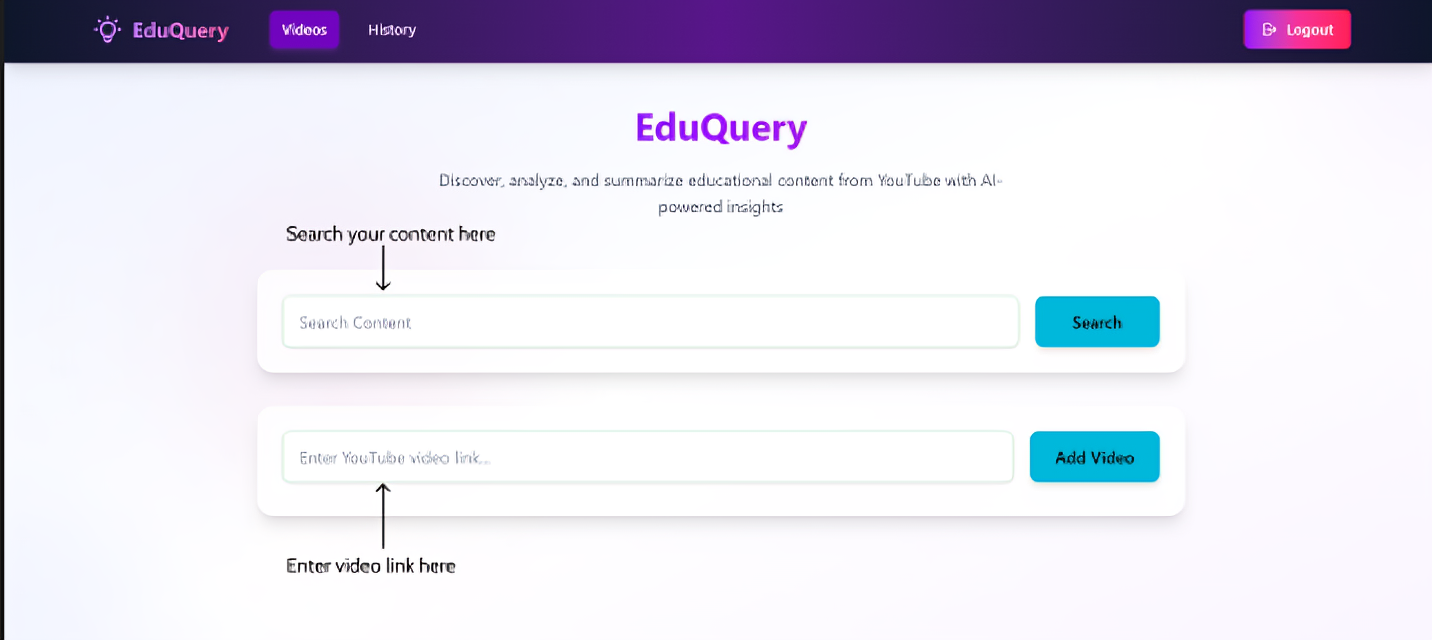 EduQuery
Videos
History
Logout
EduQuery
Discover, analyze, and summarize educational content from YouTube with AI-
powered insights
Search your content here
Search Content
Search
Enter YouTube video link...
Add Video
Enter video link here